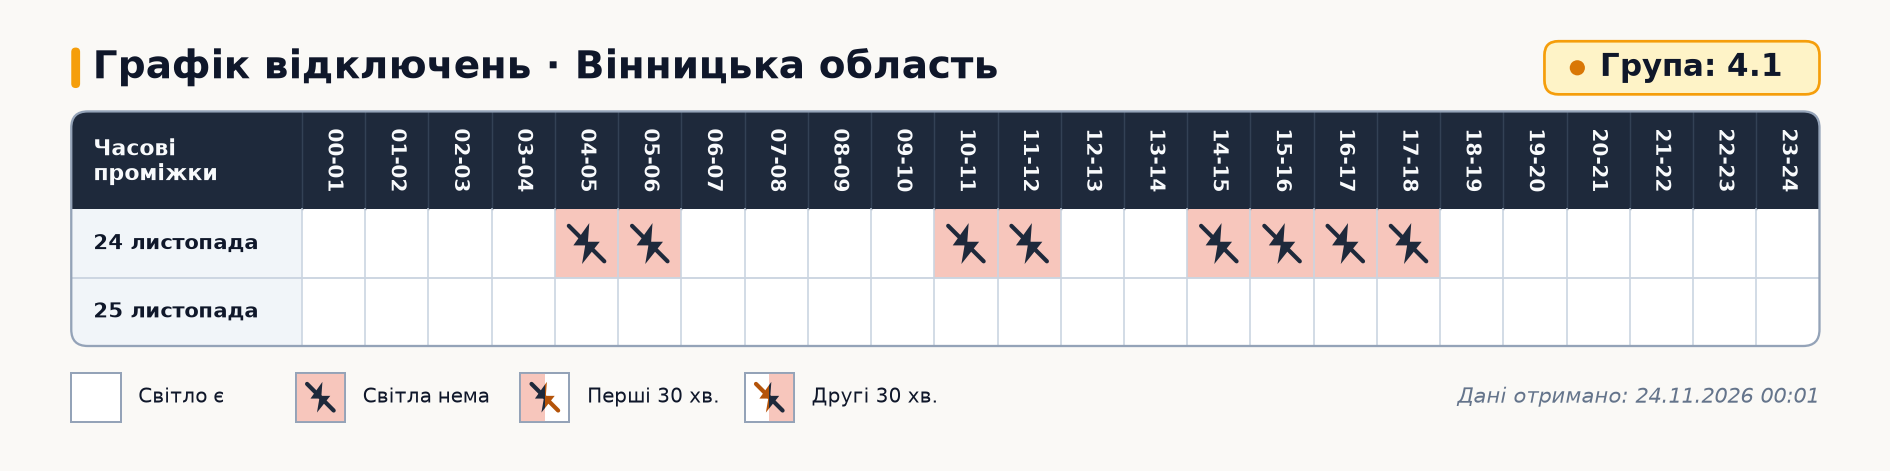 Графік відключень · Вінницька область
Група: 4.1
Часові
проміжки
00-01
01-02
02-03
03-04
04-05
05-06
06-07
07-08
08-09
09-10
10-11
11-12
12-13
13-14
14-15
15-16
16-17
17-18
18-19
19-20
20-21
21-22
22-23
23-24
24 листопада
25 листопада
Світло є
Світла нема
Перші 30 хв.
Другі 30 хв.
Дані отримано: 24.11.2026 00:01